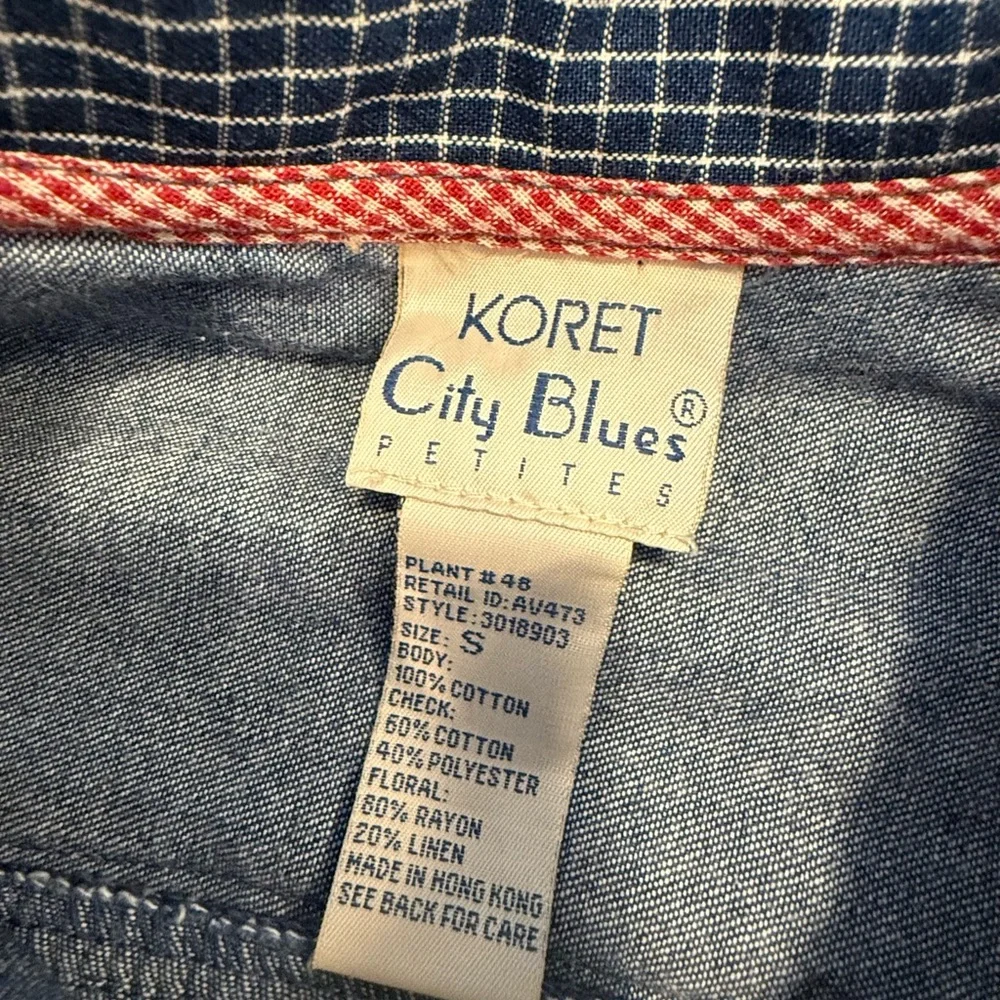 KORET
City Blues®
PETITES
PLANT #48
RETAIL ID: AU473
STYLE: 3018903
SIZE: S
BODY:
100% COTTON
CHECK:
60% COTTON
40% POLYESTER
FLORAL:
80% RAYON
20% LINEN
MADE IN HONG KONG
SEE BACK FOR CARE